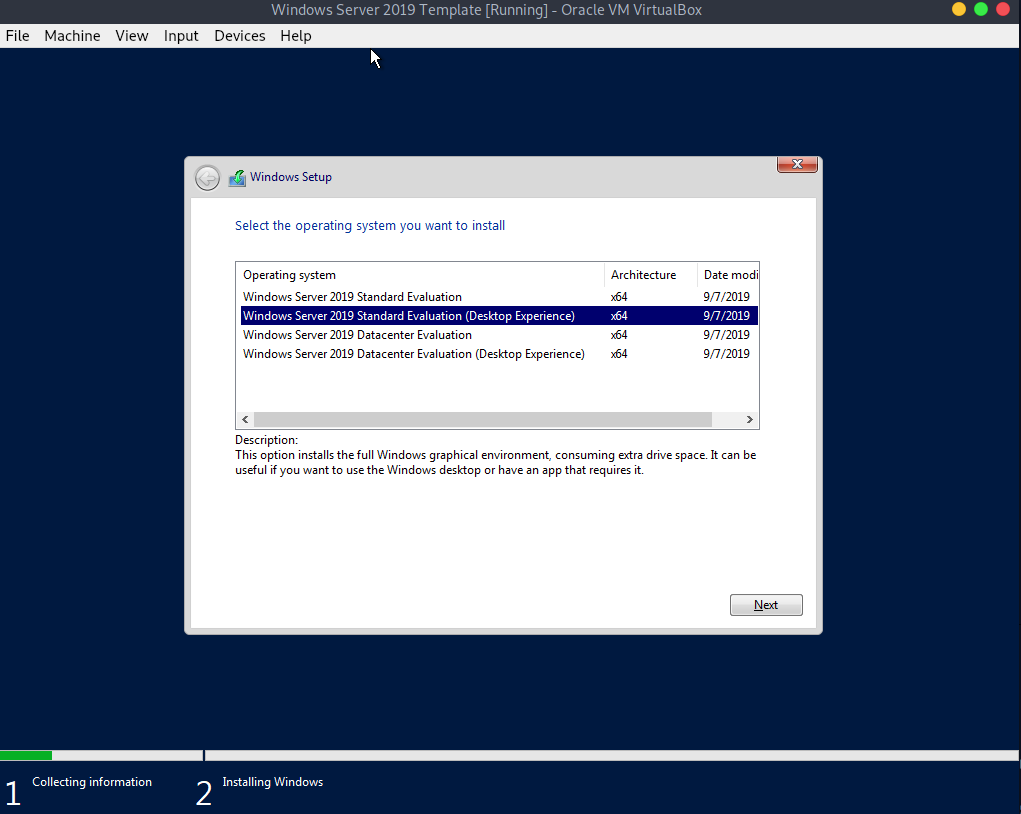 Windows Server 2019 Template [Running] - Oracle VM VirtualBox
File Machine View Input Devices Help
Windows Setup
Select the operating system you want to install
Operating system Architecture Date modi
Windows Server 2019 Standard Evaluation x64 9/7/2019
Windows Server 2019 Standard Evaluation (Desktop Experience) x64 9/7/2019
Windows Server 2019 Datacenter Evaluation x64 9/7/2019
Windows Server 2019 Datacenter Evaluation (Desktop Experience) x64 9/7/2019
Description:
This option installs the full Windows graphical environment, consuming extra drive space. It can be
useful if you want to use the Windows desktop or have an app that requires it.
Next
1 Collecting information 2 Installing Windows